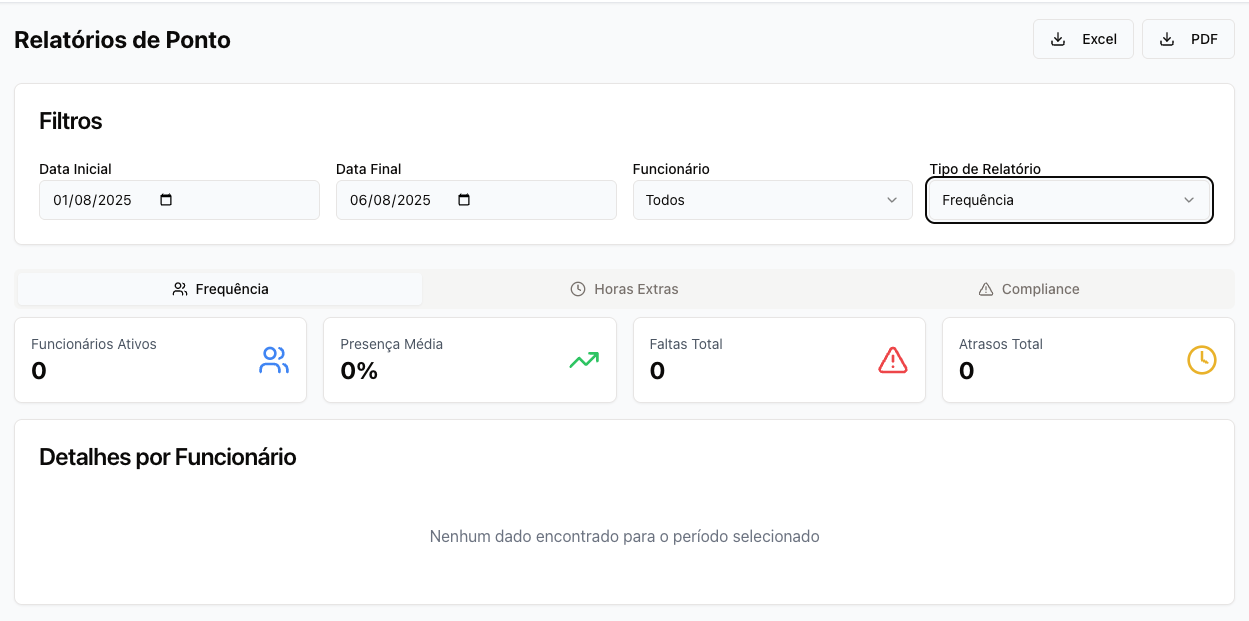 Relatórios de Ponto
Excel
PDF
Filtros
Data Inicial
Data Final
Funcionário
Tipo de Relatório
01/08/2025
06/08/2025
Todos
Frequência
Frequência
Horas Extras
Compliance
Funcionários Ativos
0
Presença Média
0%
Faltas Total
0
Atrasos Total
0
Detalhes por Funcionário
Nenhum dado encontrado para o período selecionado